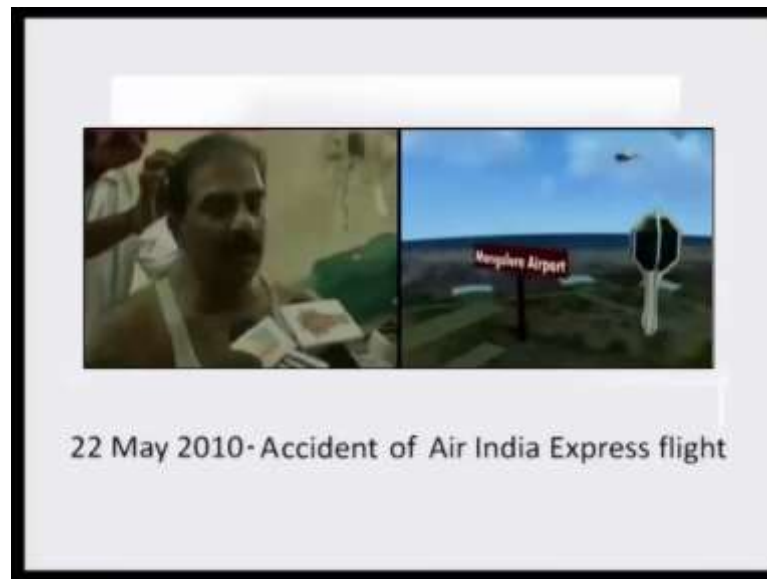 Mangalore Airport
22 May 2010-Accident of Air India Express flight